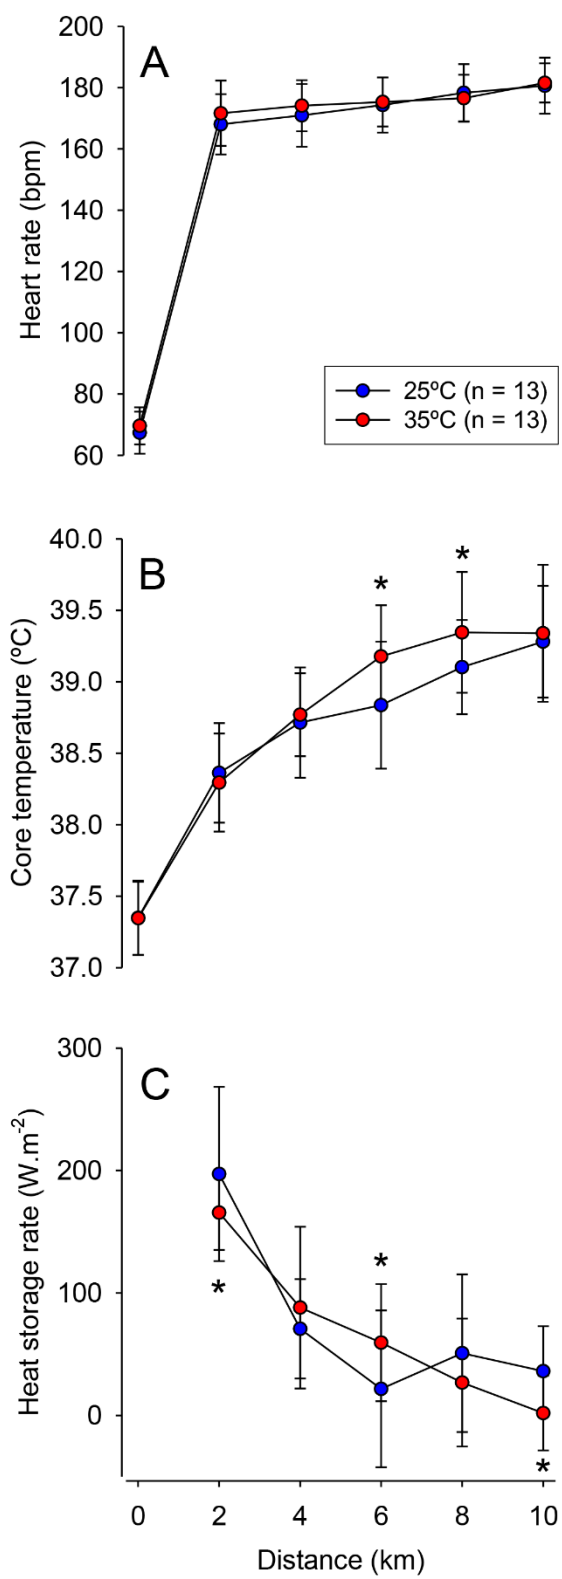 A
200
180
160
140
120
100
80
60
Heart rate (bpm)
25ºC (n = 13)
35ºC (n = 13)
B
40.0
39.5
39.0
38.5
38.0
37.5
37.0
Core temperature (ºC)
*
*
C
300
200
100
0
Heat storage rate (W.m-2)
*
*
*
0 2 4 6 8 10
Distance (km)